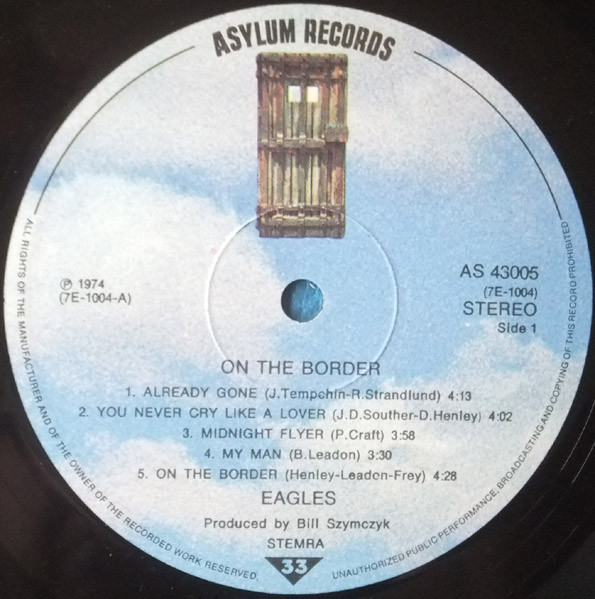 ASYLUM RECORDS
℗ 1974
(7E-1004-A)
AS 43005
(7E-1004)
STEREO
Side 1
ON THE BORDER
1. ALREADY GONE (J.Tempchin-R.Strandlund) 4:13
2. YOU NEVER CRY LIKE A LOVER (J.D.Souther-D.Henley) 4:02
3. MIDNIGHT FLYER (P.Craft) 3:58
4. MY MAN (B.Leadon) 3:30
5. ON THE BORDER (Henley-Leadon-Frey) 4:28
EAGLES
Produced by Bill Szymczyk
STEMRA
33
ALL RIGHTS OF THE MANUFACTURER AND OF THE OWNER OF THE RECORDED WORK RESERVED.
UNAUTHORIZED PUBLIC PERFORMANCE, BROADCASTING AND COPYING OF THIS RECORD PROHIBITED